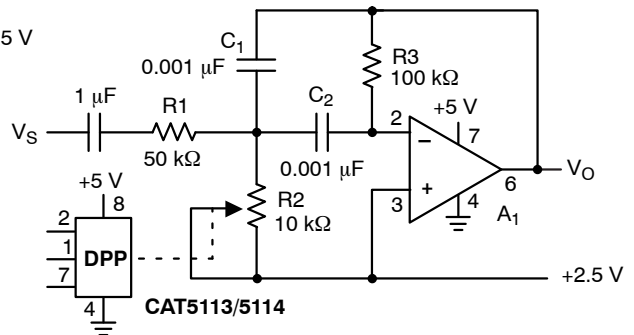 5 V
C1
0.001 μF
R3
100 kΩ
1 μF
R1
C2
+5 V
2
7
VS
50 kΩ
0.001 μF
–
+
6
VO
3
4
A1
+5 V
8
R2
10 kΩ
2
1
DPP
7
4
CAT5113/5114
+2.5 V